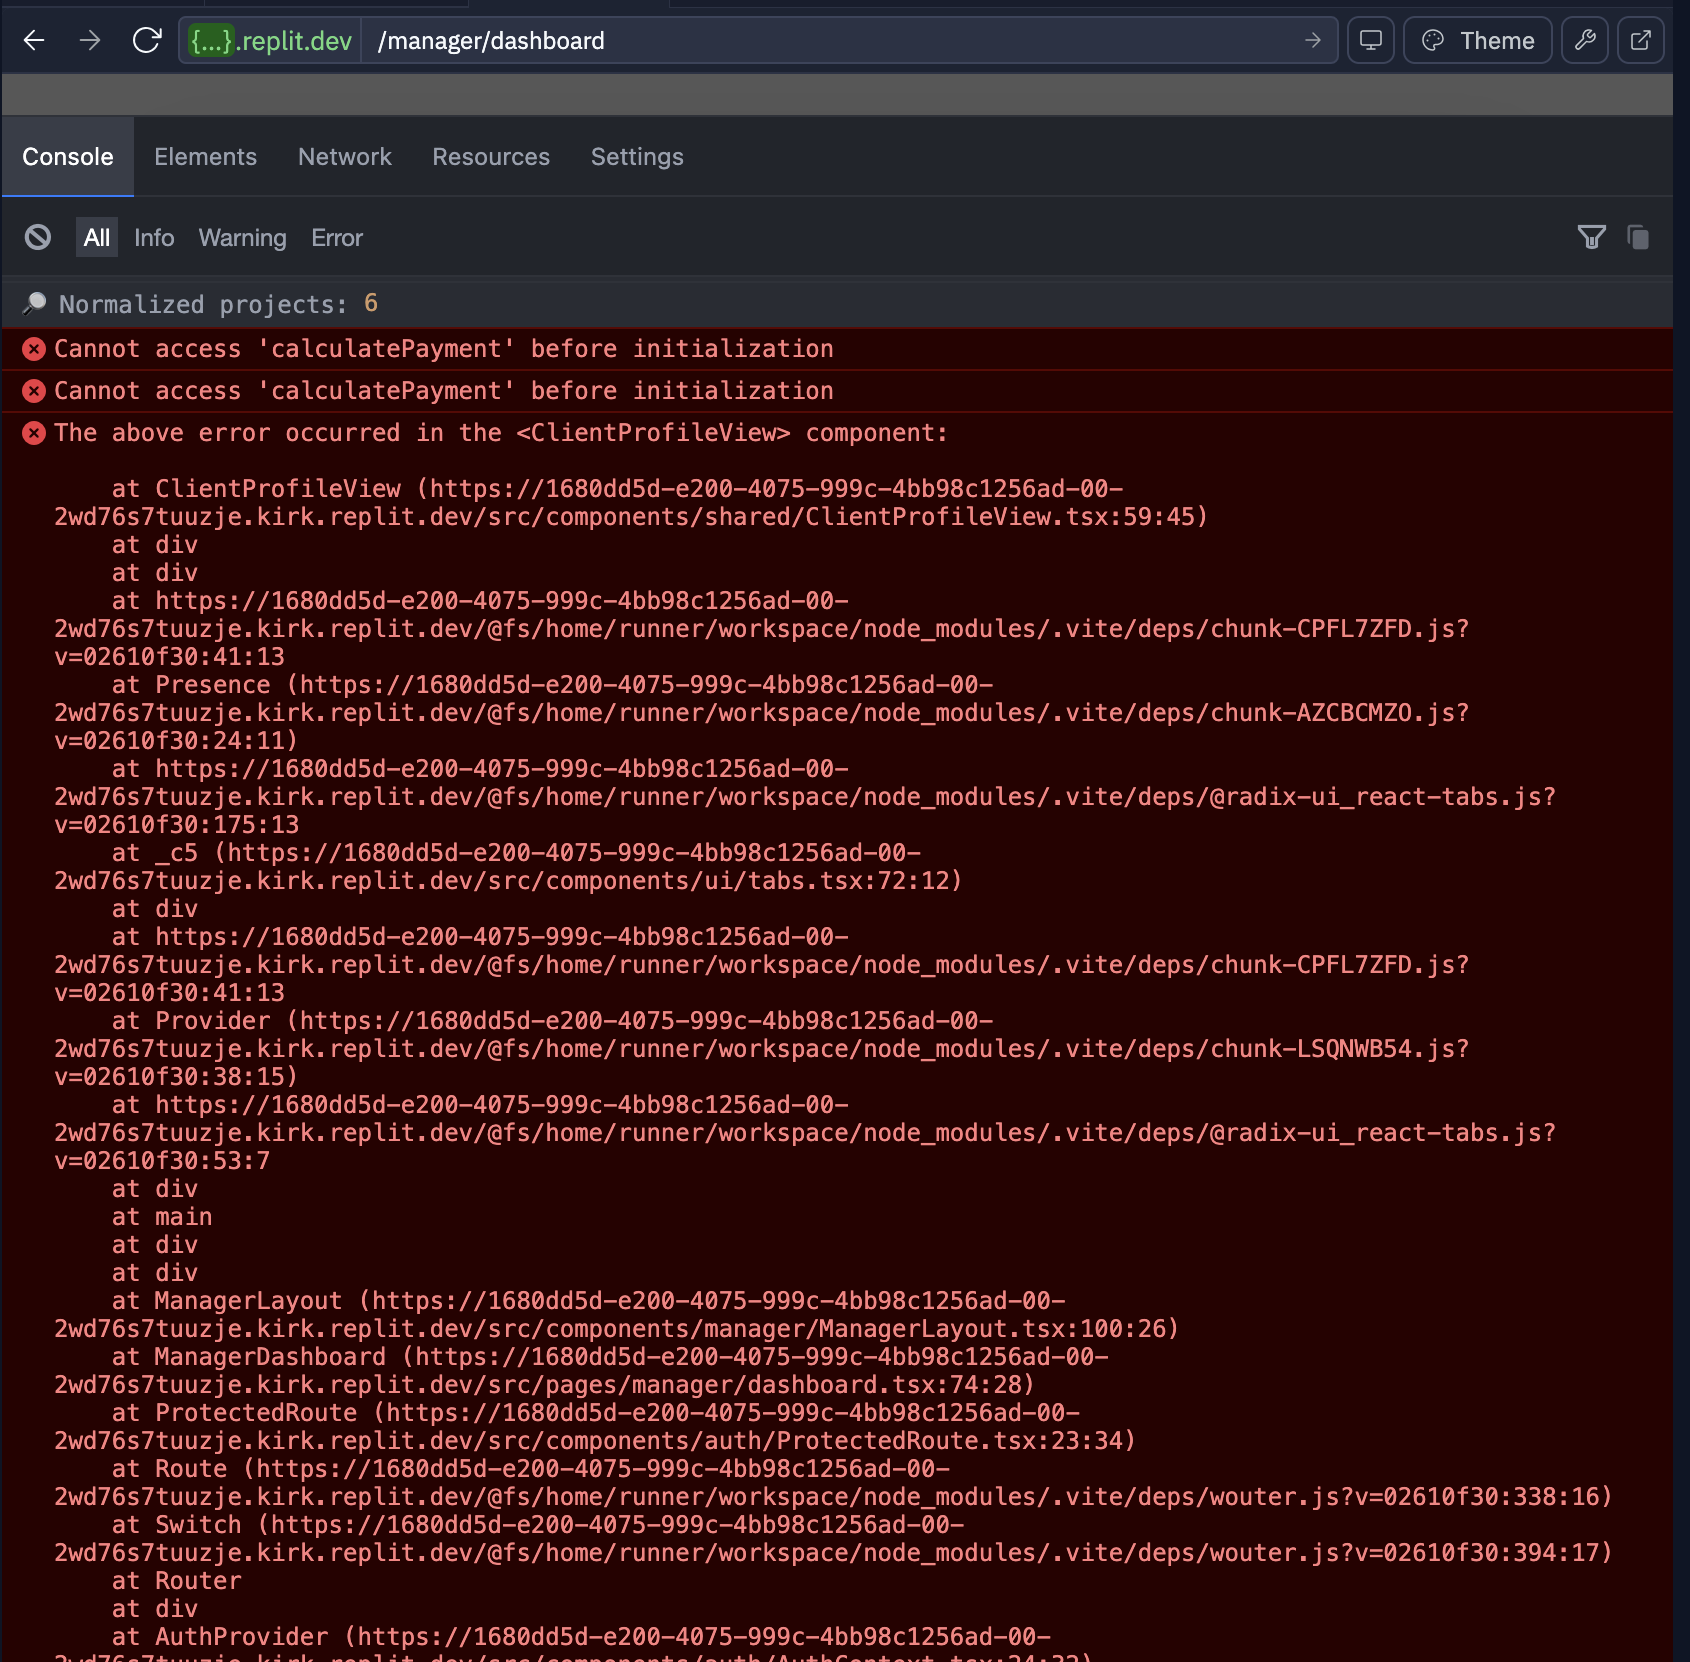 {...}.replit.dev /manager/dashboard Theme
Console Elements Network Resources Settings
All Info Warning Error
🔎 Normalized projects: 6
Cannot access 'calculatePayment' before initialization
Cannot access 'calculatePayment' before initialization
The above error occurred in the <ClientProfileView> component:
at ClientProfileView (https://1680dd5d-e200-4075-999c-4bb98c1256ad-00-
2wd76s7tuuzje.kirk.replit.dev/src/components/shared/ClientProfileView.tsx:59:45)
at div
at div
at https://1680dd5d-e200-4075-999c-4bb98c1256ad-00-
2wd76s7tuuzje.kirk.replit.dev/@fs/home/runner/workspace/node_modules/.vite/deps/chunk-CPFL7ZFD.js?
v=02610f30:41:13
at Presence (https://1680dd5d-e200-4075-999c-4bb98c1256ad-00-
2wd76s7tuuzje.kirk.replit.dev/@fs/home/runner/workspace/node_modules/.vite/deps/chunk-AZCBCMZO.js?
v=02610f30:24:11)
at https://1680dd5d-e200-4075-999c-4bb98c1256ad-00-
2wd76s7tuuzje.kirk.replit.dev/@fs/home/runner/workspace/node_modules/.vite/deps/@radix-ui_react-tabs.js?
v=02610f30:175:13
at _c5 (https://1680dd5d-e200-4075-999c-4bb98c1256ad-00-
2wd76s7tuuzje.kirk.replit.dev/src/components/ui/tabs.tsx:72:12)
at div
at https://1680dd5d-e200-4075-999c-4bb98c1256ad-00-
2wd76s7tuuzje.kirk.replit.dev/@fs/home/runner/workspace/node_modules/.vite/deps/chunk-CPFL7ZFD.js?
v=02610f30:41:13
at Provider (https://1680dd5d-e200-4075-999c-4bb98c1256ad-00-
2wd76s7tuuzje.kirk.replit.dev/@fs/home/runner/workspace/node_modules/.vite/deps/chunk-LSQNWB54.js?
v=02610f30:38:15)
at https://1680dd5d-e200-4075-999c-4bb98c1256ad-00-
2wd76s7tuuzje.kirk.replit.dev/@fs/home/runner/workspace/node_modules/.vite/deps/@radix-ui_react-tabs.js?
v=02610f30:53:7
at div
at main
at div
at div
at ManagerLayout (https://1680dd5d-e200-4075-999c-4bb98c1256ad-00-
2wd76s7tuuzje.kirk.replit.dev/src/components/manager/ManagerLayout.tsx:100:26)
at ManagerDashboard (https://1680dd5d-e200-4075-999c-4bb98c1256ad-00-
2wd76s7tuuzje.kirk.replit.dev/src/pages/manager/dashboard.tsx:74:28)
at ProtectedRoute (https://1680dd5d-e200-4075-999c-4bb98c1256ad-00-
2wd76s7tuuzje.kirk.replit.dev/src/components/auth/ProtectedRoute.tsx:23:34)
at Route (https://1680dd5d-e200-4075-999c-4bb98c1256ad-00-
2wd76s7tuuzje.kirk.replit.dev/@fs/home/runner/workspace/node_modules/.vite/deps/wouter.js?v=02610f30:338:16)
at Switch (https://1680dd5d-e200-4075-999c-4bb98c1256ad-00-
2wd76s7tuuzje.kirk.replit.dev/@fs/home/runner/workspace/node_modules/.vite/deps/wouter.js?v=02610f30:394:17)
at Router
at div
at AuthProvider (https://1680dd5d-e200-4075-999c-4bb98c1256ad-00-